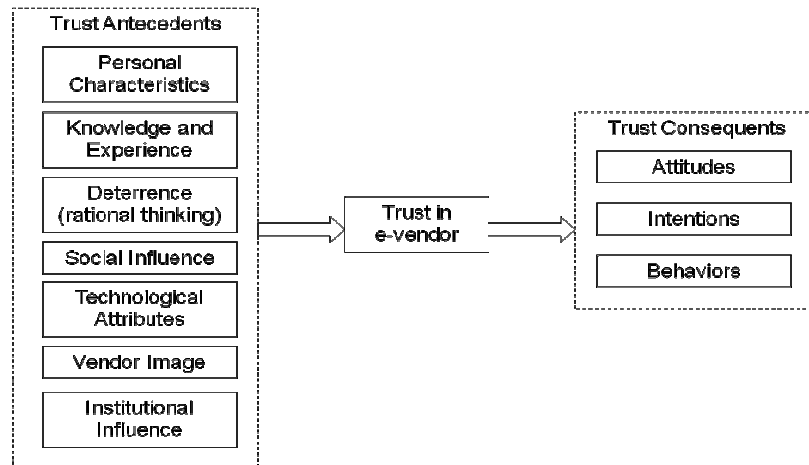 Trust Antecedents
Personal
Characteristics
Knowledge and
Experience
Deterrence
(rational thinking)
Social Influence
Technological
Attributes
Vendor Image
Institutional
Influence
Trust in
e-vendor
Trust Consequents
Attitudes
Intentions
Behaviors